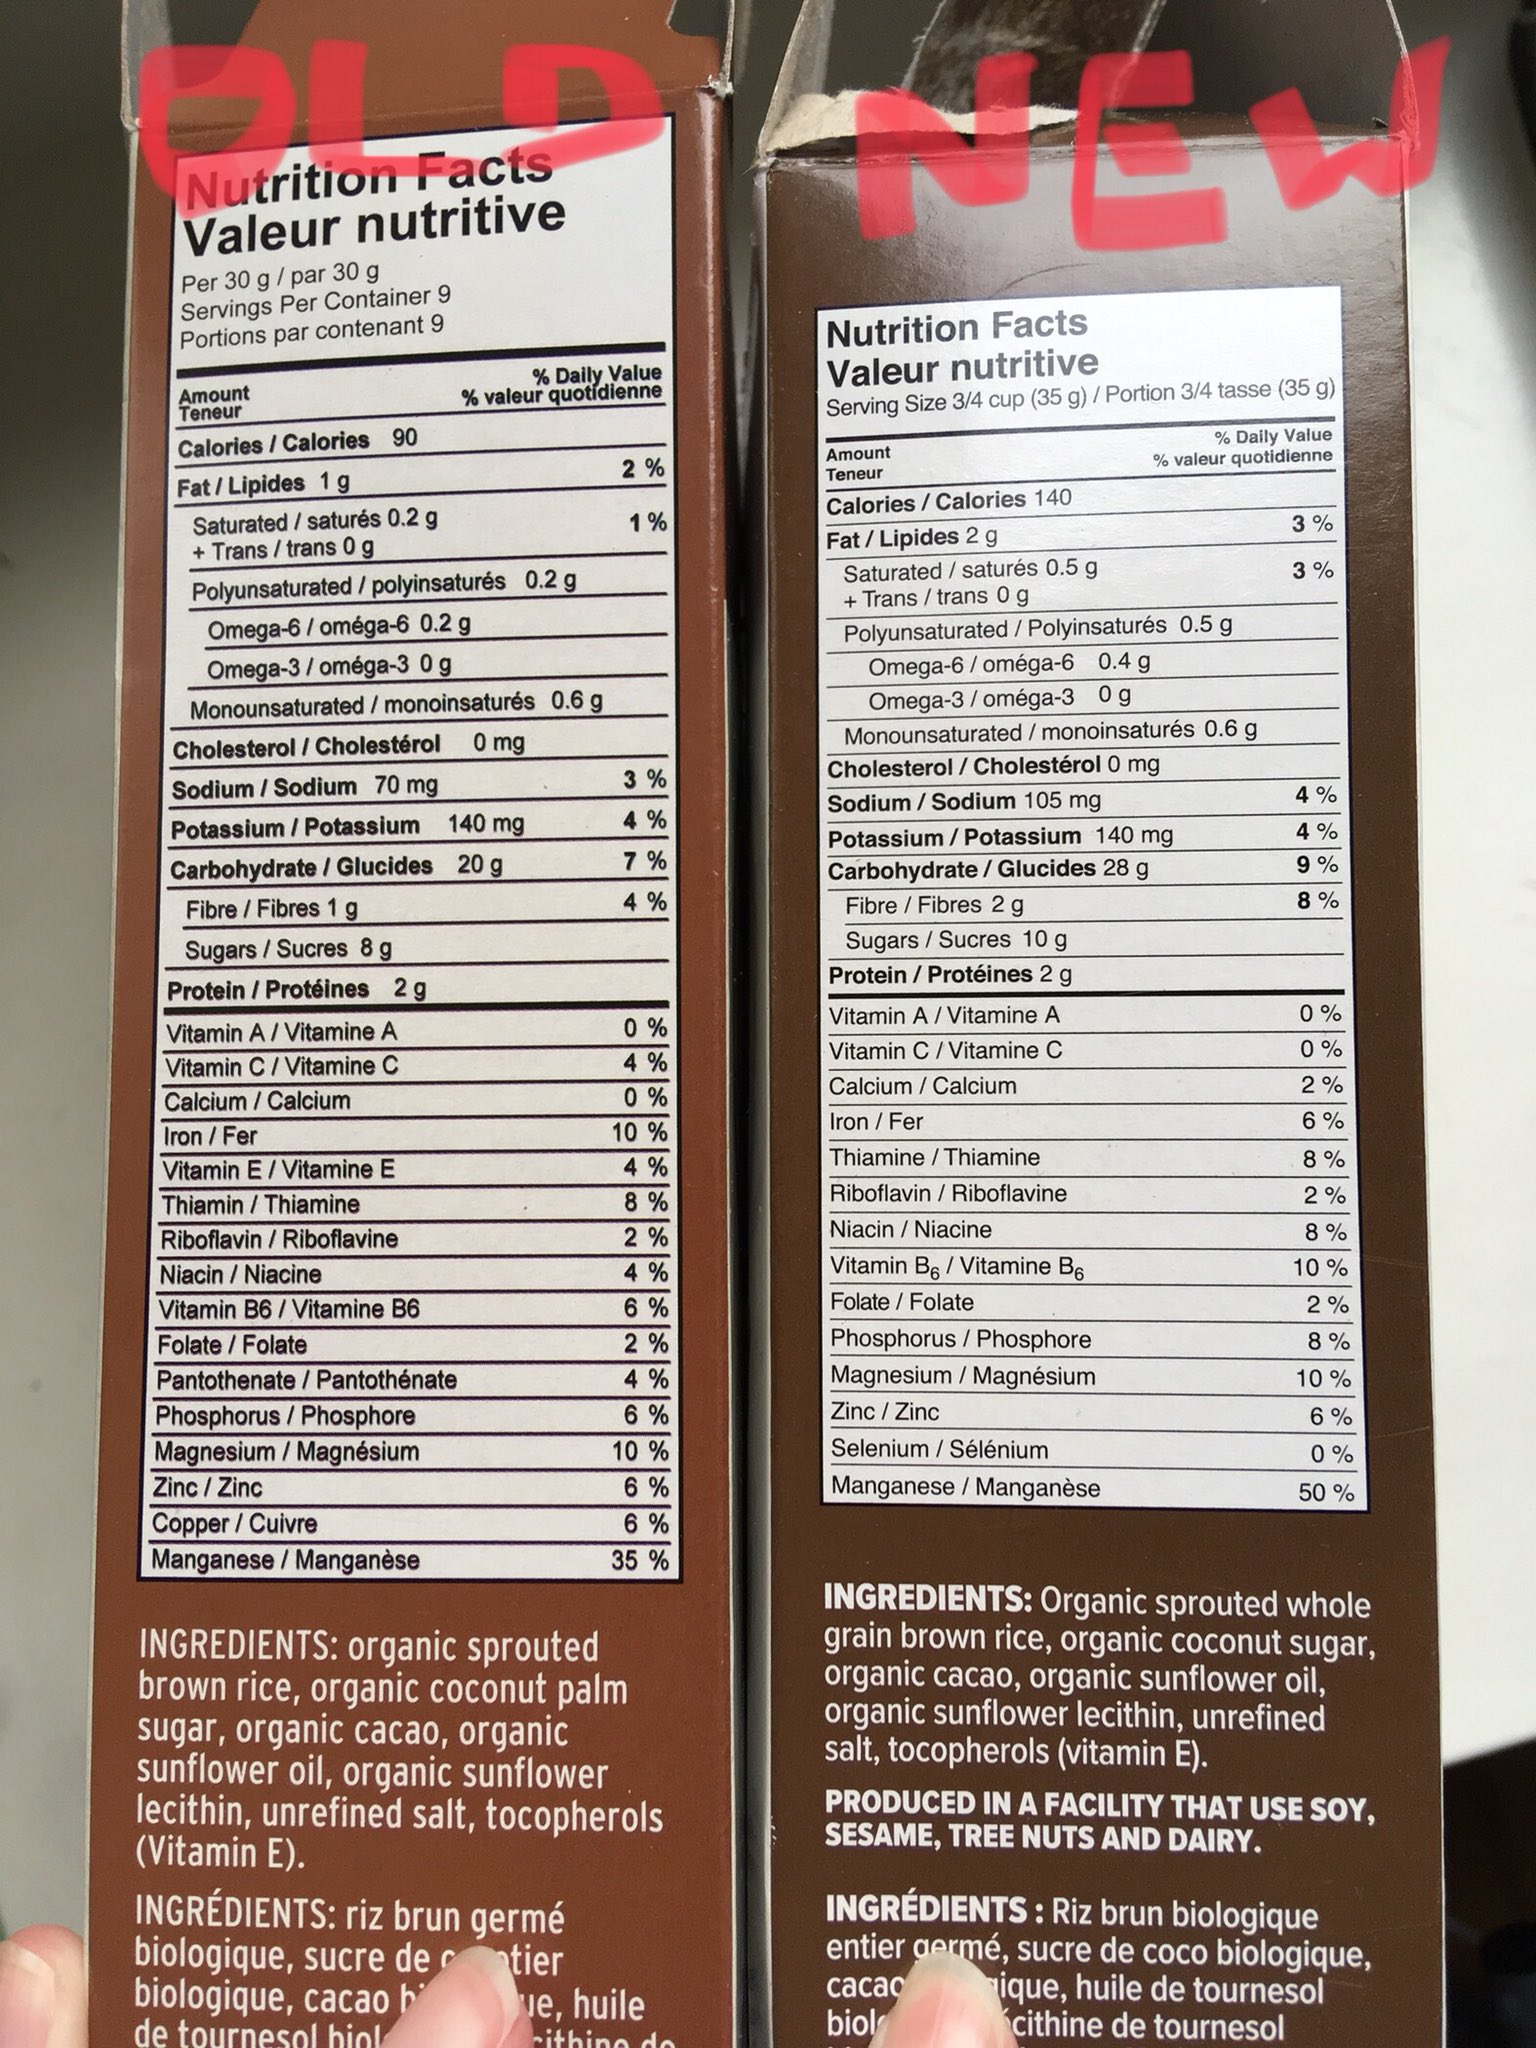 OLD
Nutrition Facts
Valeur nutritive
Per 30 g / par 30 g
Servings Per Container 9
Portions par contenant 9
Amount
Teneur
% Daily Value
% valeur quotidienne
Calories / Calories 90
Fat / Lipides 1 g 2 %
Saturated / saturés 0.2 g 1 %
+ Trans / trans 0 g
Polyunsaturated / polyinsaturés 0.2 g
Omega-6 / oméga-6 0.2 g
Omega-3 / oméga-3 0 g
Monounsaturated / monoinsaturés 0.6 g
Cholesterol / Cholestérol 0 mg
Sodium / Sodium 70 mg 3 %
Potassium / Potassium 140 mg 4 %
Carbohydrate / Glucides 20 g 7 %
Fibre / Fibres 1 g 4 %
Sugars / Sucres 8 g
Protein / Protéines 2 g
Vitamin A / Vitamine A 0 %
Vitamin C / Vitamine C 4 %
Calcium / Calcium 0 %
Iron / Fer 10 %
Vitamin E / Vitamine E 4 %
Thiamin / Thiamine 8 %
Riboflavin / Riboflavine 2 %
Niacin / Niacine 4 %
Vitamin B6 / Vitamine B6 6 %
Folate / Folate 2 %
Pantothenate / Pantothénate 4 %
Phosphorus / Phosphore 6 %
Magnesium / Magnésium 10 %
Zinc / Zinc 6 %
Copper / Cuivre 6 %
Manganese / Manganèse 35 %
INGREDIENTS: organic sprouted
brown rice, organic coconut palm
sugar, organic cacao, organic
sunflower oil, organic sunflower
lecithin, unrefined salt, tocopherols
(Vitamin E).
INGRÉDIENTS: riz brun germé
biologique, sucre de
biologique, cacao huile
de tournesol
NEW
Nutrition Facts
Valeur nutritive
Serving Size 3/4 cup (35 g) / Portion 3/4 tasse (35 g)
Amount
Teneur
% Daily Value
% valeur quotidienne
Calories / Calories 140
Fat / Lipides 2 g 3 %
Saturated / saturés 0.5 g 3 %
+ Trans / trans 0 g
Polyunsaturated / Polyinsaturés 0.5 g
Omega-6 / oméga-6 0.4 g
Omega-3 / oméga-3 0 g
Monounsaturated / monoinsaturés 0.6 g
Cholesterol / Cholestérol 0 mg
Sodium / Sodium 105 mg 4 %
Potassium / Potassium 140 mg 4 %
Carbohydrate / Glucides 28 g 9 %
Fibre / Fibres 2 g 8 %
Sugars / Sucres 10 g
Protein / Protéines 2 g
Vitamin A / Vitamine A 0 %
Vitamin C / Vitamine C 0 %
Calcium / Calcium 2 %
Iron / Fer 6 %
Thiamine / Thiamine 8 %
Riboflavin / Riboflavine 2 %
Niacin / Niacine 8 %
Vitamin B6 / Vitamine B6 10 %
Folate / Folate 2 %
Phosphorus / Phosphore 8 %
Magnesium / Magnésium 10 %
Zinc / Zinc 6 %
Selenium / Sélénium 0 %
Manganese / Manganèse 50 %
INGREDIENTS: Organic sprouted whole
grain brown rice, organic coconut sugar,
organic cacao, organic sunflower oil,
organic sunflower lecithin, unrefined
salt, tocopherols (vitamin E).
PRODUCED IN A FACILITY THAT USE SOY,
SESAME, TREE NUTS AND DAIRY.
INGRÉDIENTS : Riz brun biologique
entier germé, sucre de coco biologique,
huile de tournesol
de tournesol